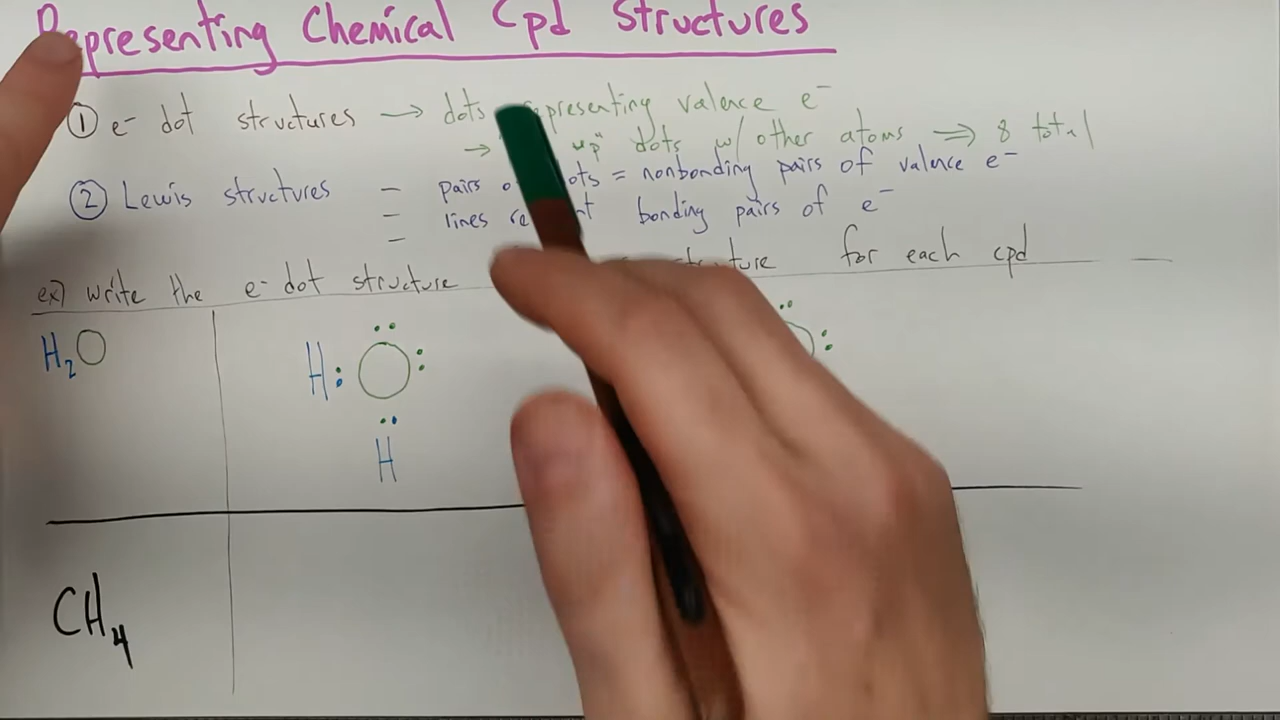 Representing Chemical Cpd Structures
① e⁻ dot structures → dots representing valence e⁻
→ up" dots w/ other atoms ⇒ 8 total
② Lewis structures – pairs of dots = nonbonding pairs of valence e⁻
– lines represent bonding pairs of e⁻
–
ex) write the e⁻ dot structure structure for each cpd
H₂O H: O
H
CH₄